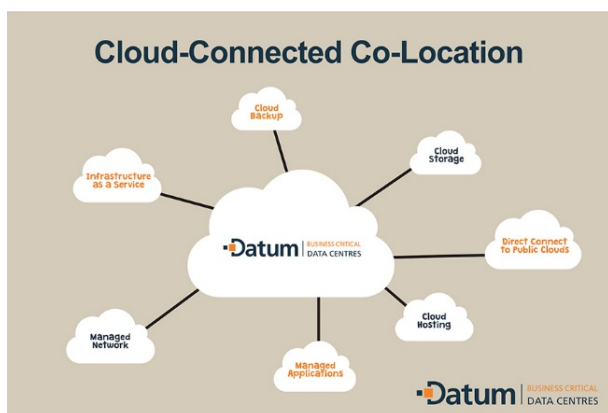 Cloud-Connected Co-Location
Cloud
Backup
Cloud
Storage
Infrastructure
as a Service
Direct Connect
to Public Clouds
Datum
BUSINESS CRITICAL
DATA CENTRES
Managed
Network
Cloud
Hosting
Managed
Applications
Datum
BUSINESS CRITICAL
DATA CENTRES